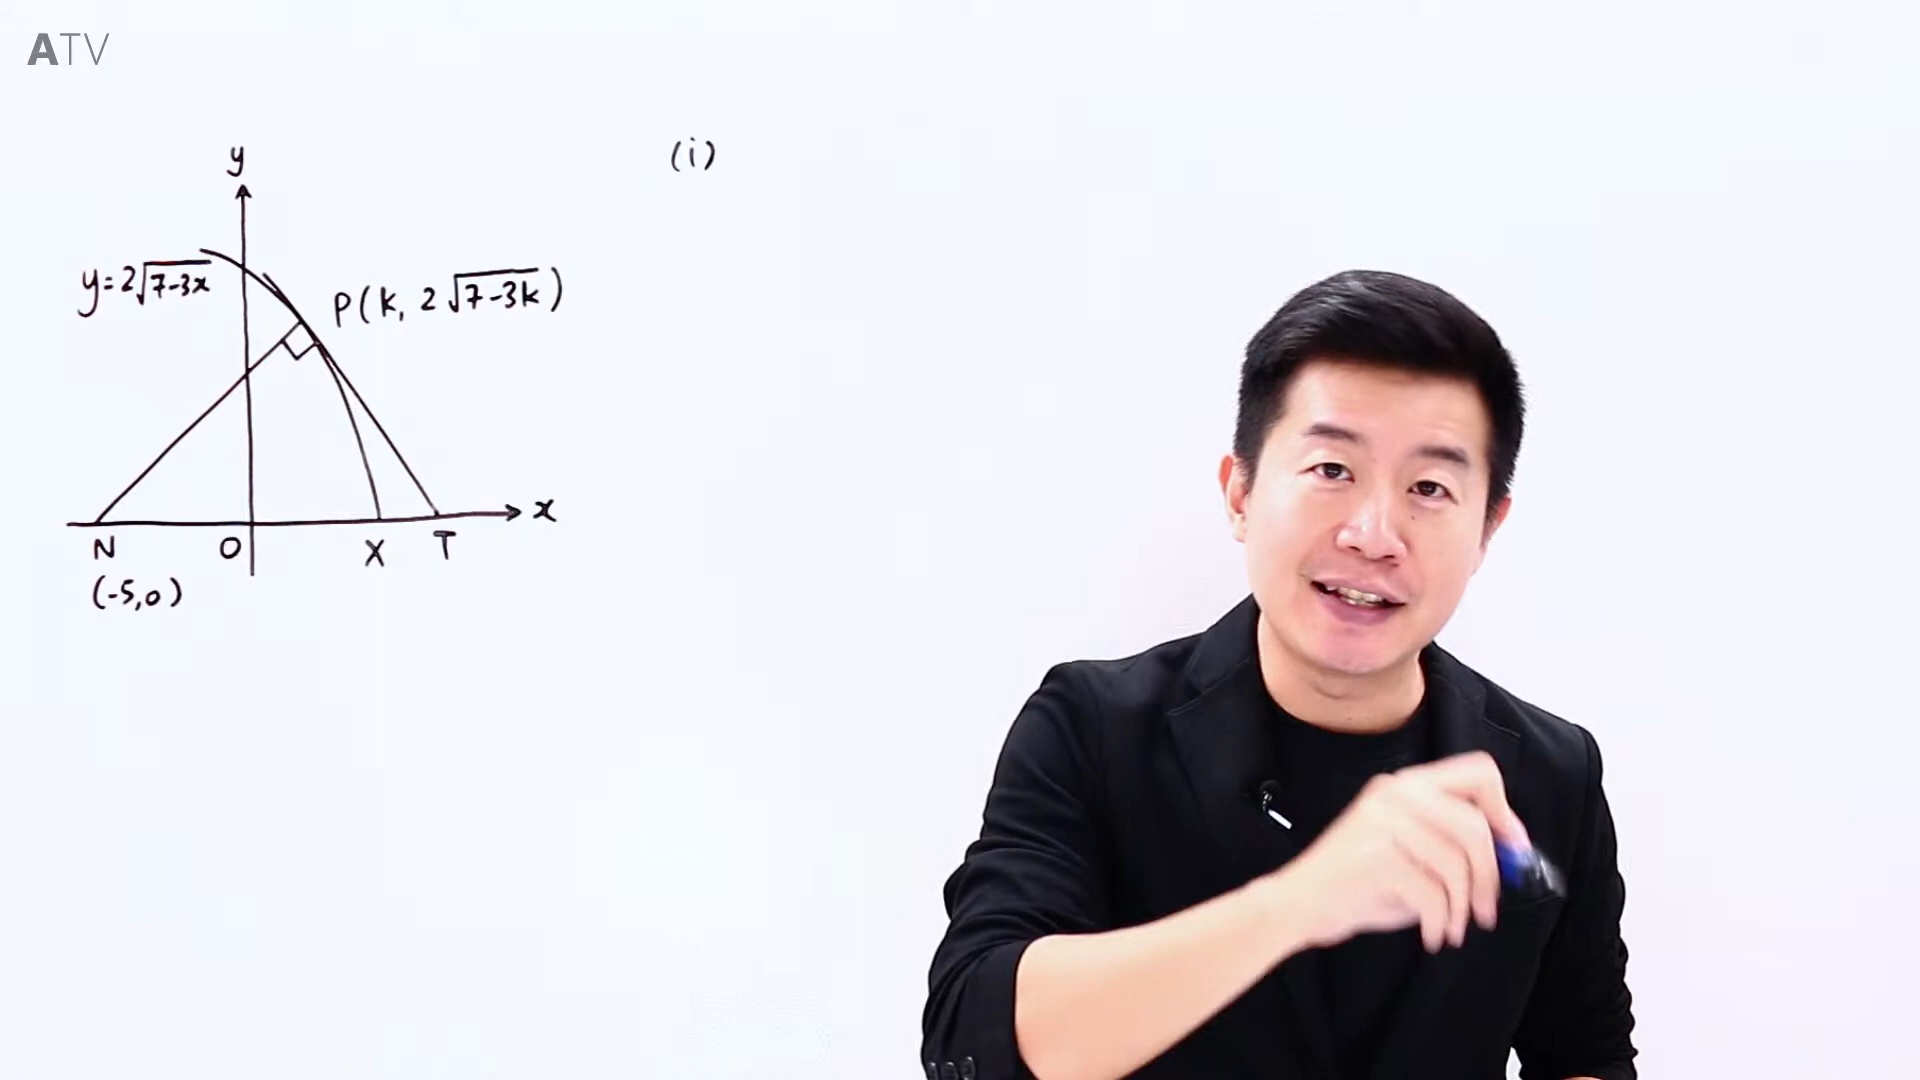 ATV
(i)
y
y=2√(7-3x)
P(k, 2√(7-3k))
x
N O X T
(-5,0)